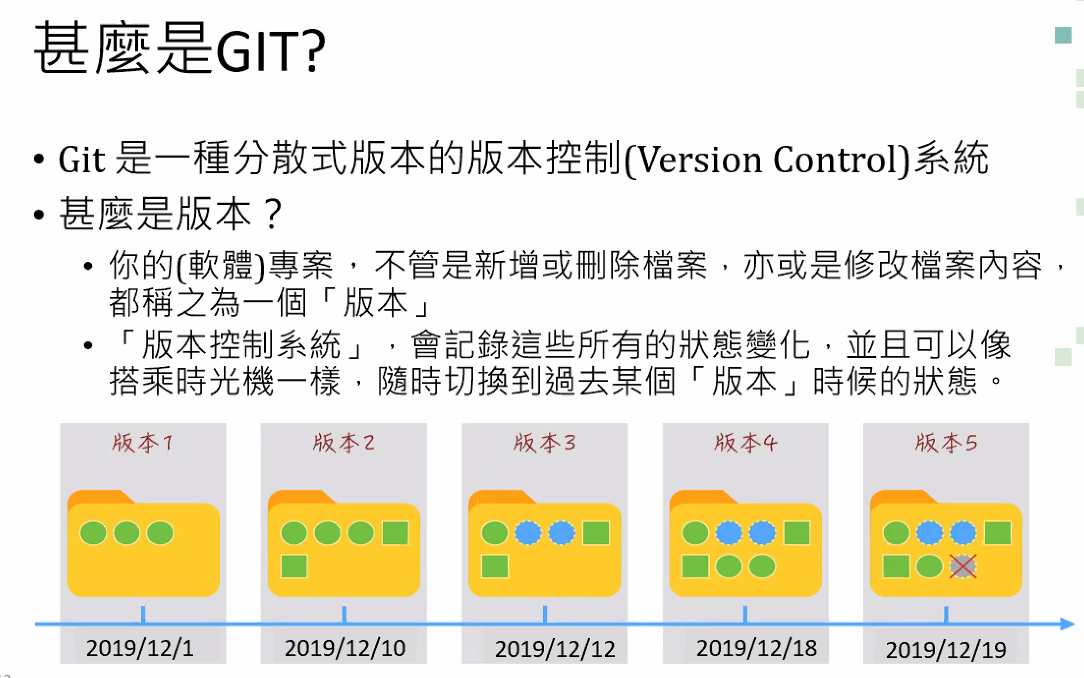 甚麼是GIT?
• Git 是一種分散式版本的版本控制(Version Control)系統
• 甚麼是版本？
• 你的(軟體)專案，不管是新增或刪除檔案，亦或是修改檔案內容，
都稱之為一個「版本」
• 「版本控制系統」，會記錄這些所有的狀態變化，並且可以像
搭乘時光機一樣，隨時切換到過去某個「版本」時候的狀態。
版本1 版本2 版本3 版本4 版本5
2019/12/1 2019/12/10 2019/12/12 2019/12/18 2019/12/19